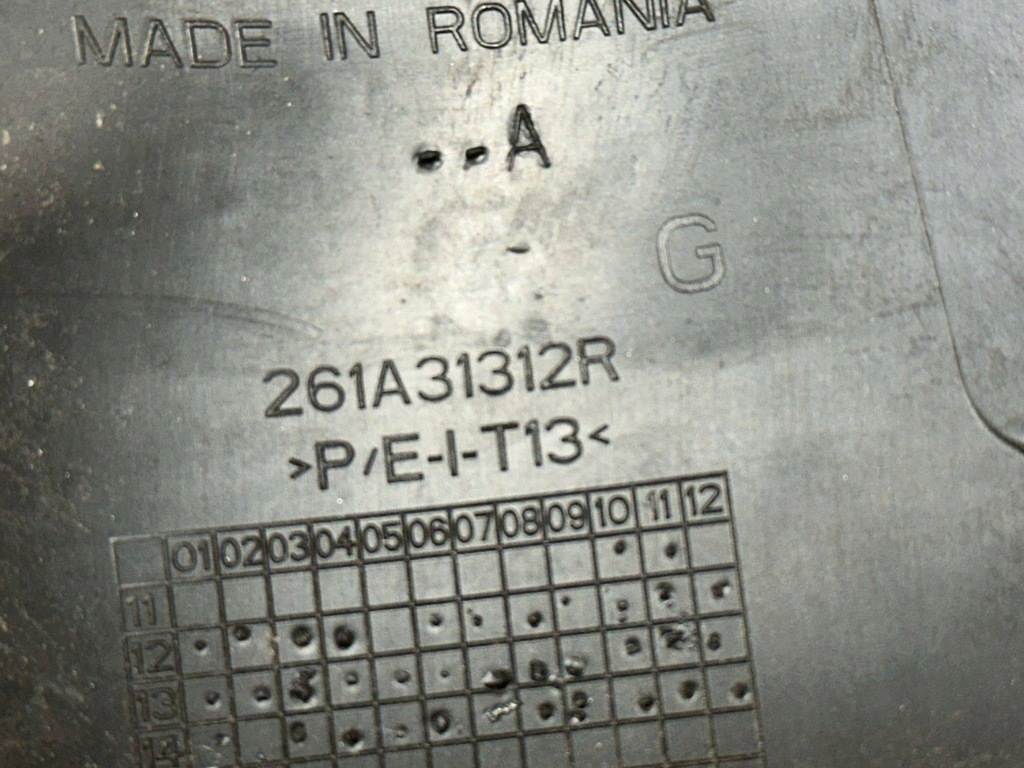 MADE IN ROMANIA
--A
G
261A31312R
>P/E-I-T13<
01 02 03 04 05 06 07 08 09 10 11 12
11
12
13
14